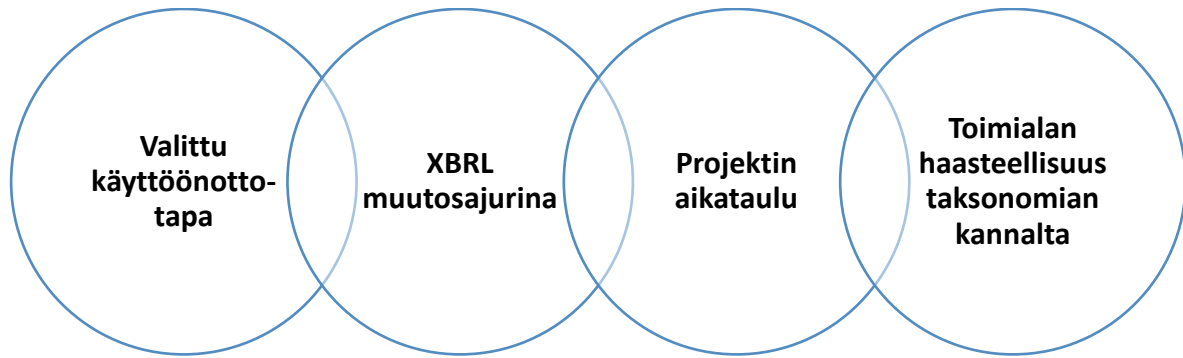 Valittu
käyttöönotto-
tapa
XBRL
muutosajurina
Projektin
aikataulu
Toimialan
haasteellisuus
taksonomian
kannalta